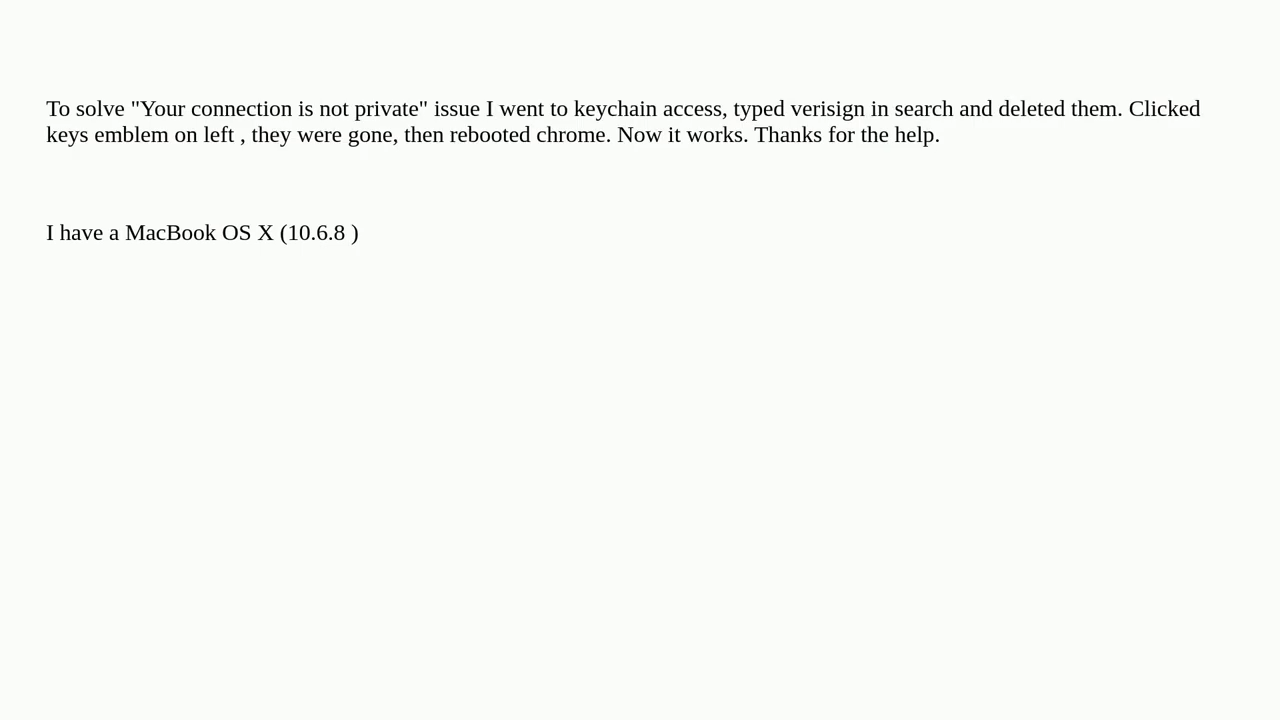 To solve "Your connection is not private" issue I went to keychain access, typed verisign in search and deleted them. Clicked
keys emblem on left , they were gone, then rebooted chrome. Now it works. Thanks for the help.
I have a MacBook OS X (10.6.8 )